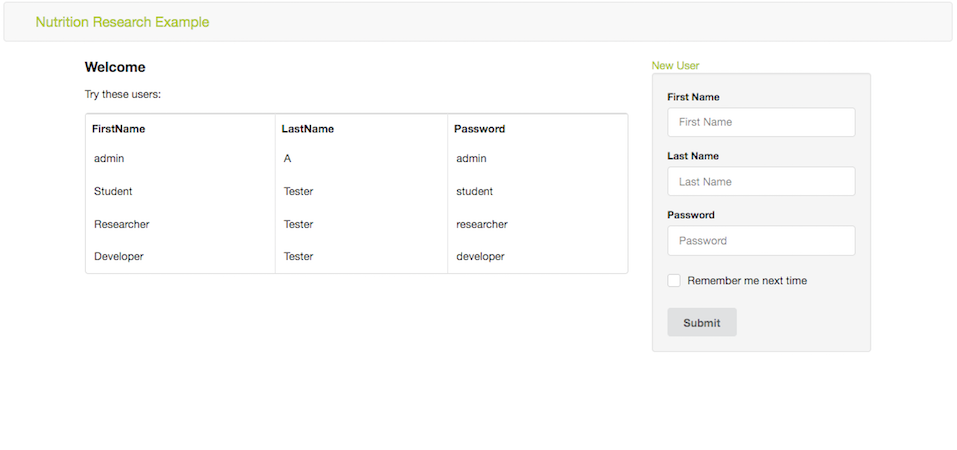 Nutrition Research Example
Welcome
Try these users:
FirstName LastName Password
admin A admin
Student Tester student
Researcher Tester researcher
Developer Tester developer
New User
First Name
First Name
Last Name
Last Name
Password
Password
Remember me next time
Submit